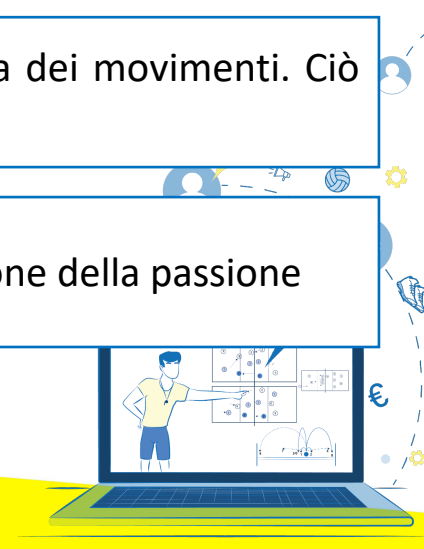 a dei movimenti. Ciò
one della passione
€